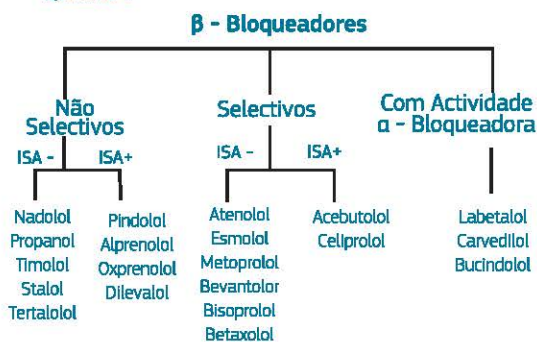 β - Bloqueadores
Não
Selectivos
ISA -
ISA+
Nadolol
Propanol
Timolol
Stalol
Tertalolol
Pindolol
Alprenolol
Oxprenolol
Dilevalol
Selectivos
ISA -
ISA+
Atenolol
Esmolol
Metoprolol
Bevantolor
Bisoprolol
Betaxolol
Acebutolol
Celiprolol
Com Actividade
α - Bloqueadora
Labetalol
Carvedilol
Bucindolol